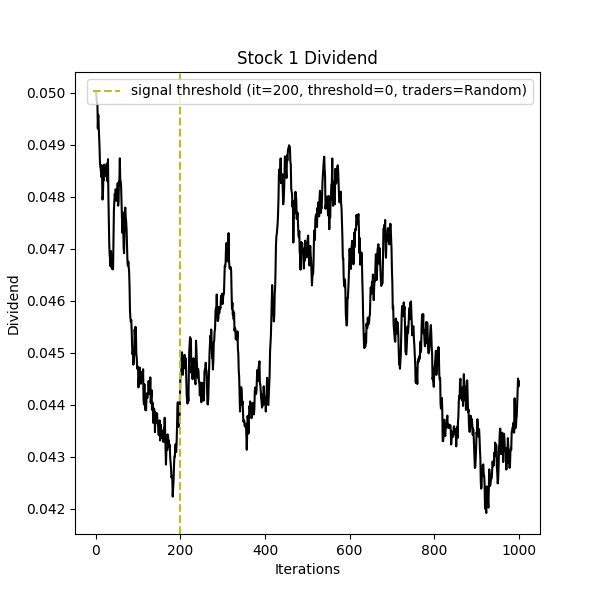 Stock 1 Dividend
signal threshold (it=200, threshold=0, traders=Random)
0.050
0.049
0.048
0.047
0.046
0.045
0.044
0.043
0.042
Dividend
0 200 400 600 800 1000
Iterations